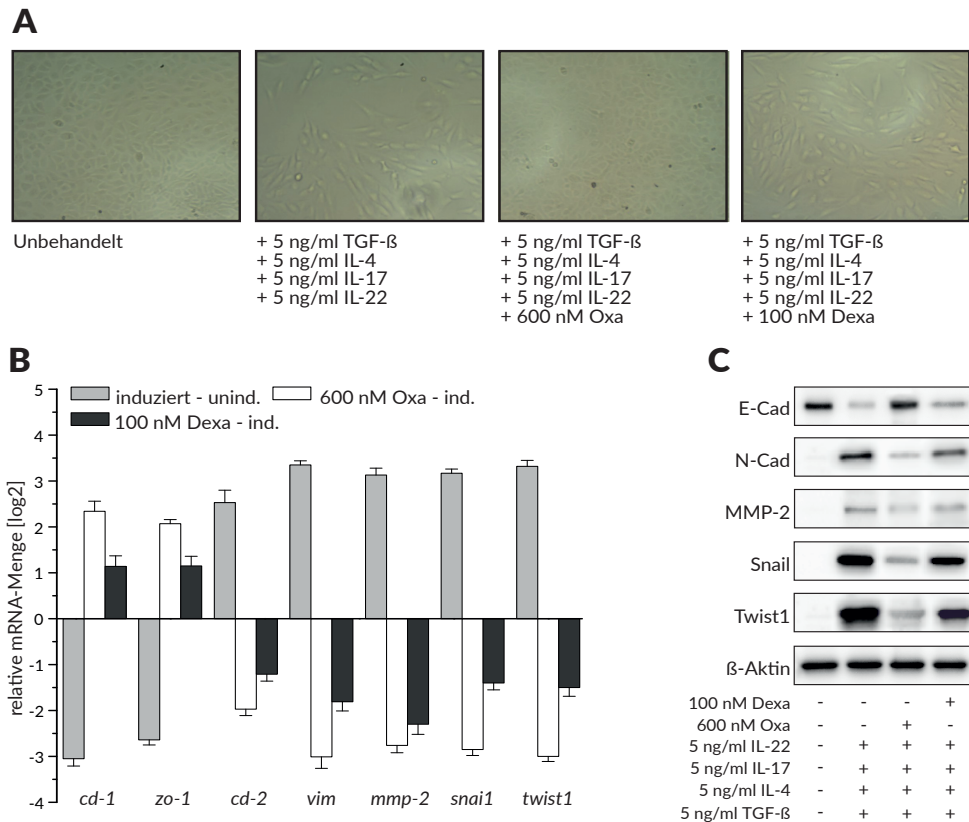 A
Unbehandelt
+ 5 ng/ml TGF-ß
+ 5 ng/ml IL-4
+ 5 ng/ml IL-17
+ 5 ng/ml IL-22
+ 5 ng/ml TGF-ß
+ 5 ng/ml IL-4
+ 5 ng/ml IL-17
+ 5 ng/ml IL-22
+ 600 nM Oxa
+ 5 ng/ml TGF-ß
+ 5 ng/ml IL-4
+ 5 ng/ml IL-17
+ 5 ng/ml IL-22
+ 100 nM Dexa
B
induziert - unind.
600 nM Oxa - ind.
100 nM Dexa - ind.
relative mRNA-Menge [log2]
5
4
3
2
1
0
-1
-2
-3
-4
cd-1 zo-1 cd-2 vim mmp-2 snai1 twist1
C
E-Cad
N-Cad
MMP-2
Snail
Twist1
ß-Aktin
100 nM Dexa - - - +
600 nM Oxa - - + -
5 ng/ml IL-22 - + + +
5 ng/ml IL-17 - + + +
5 ng/ml IL-4 - + + +
5 ng/ml TGF-ß - + + +